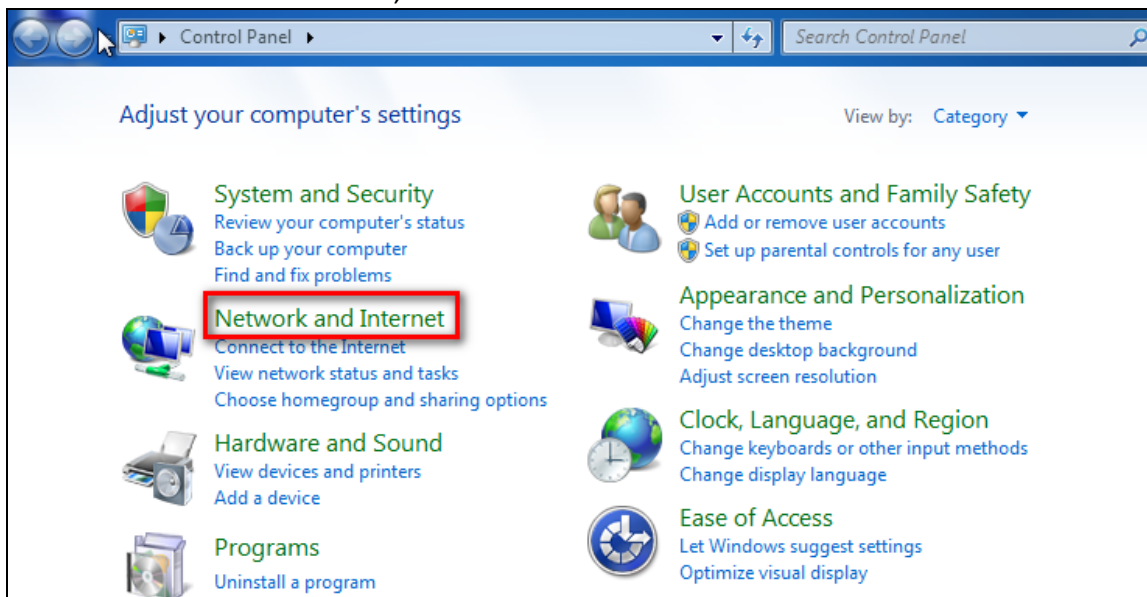 Control Panel
Search Control Panel
Adjust your computer's settings
View by: Category
System and Security
Review your computer's status
Back up your computer
Find and fix problems
Network and Internet
Connect to the Internet
View network status and tasks
Choose homegroup and sharing options
Hardware and Sound
View devices and printers
Add a device
Programs
Uninstall a program
User Accounts and Family Safety
Add or remove user accounts
Set up parental controls for any user
Appearance and Personalization
Change the theme
Change desktop background
Adjust screen resolution
Clock, Language, and Region
Change keyboards or other input methods
Change display language
Ease of Access
Let Windows suggest settings
Optimize visual display